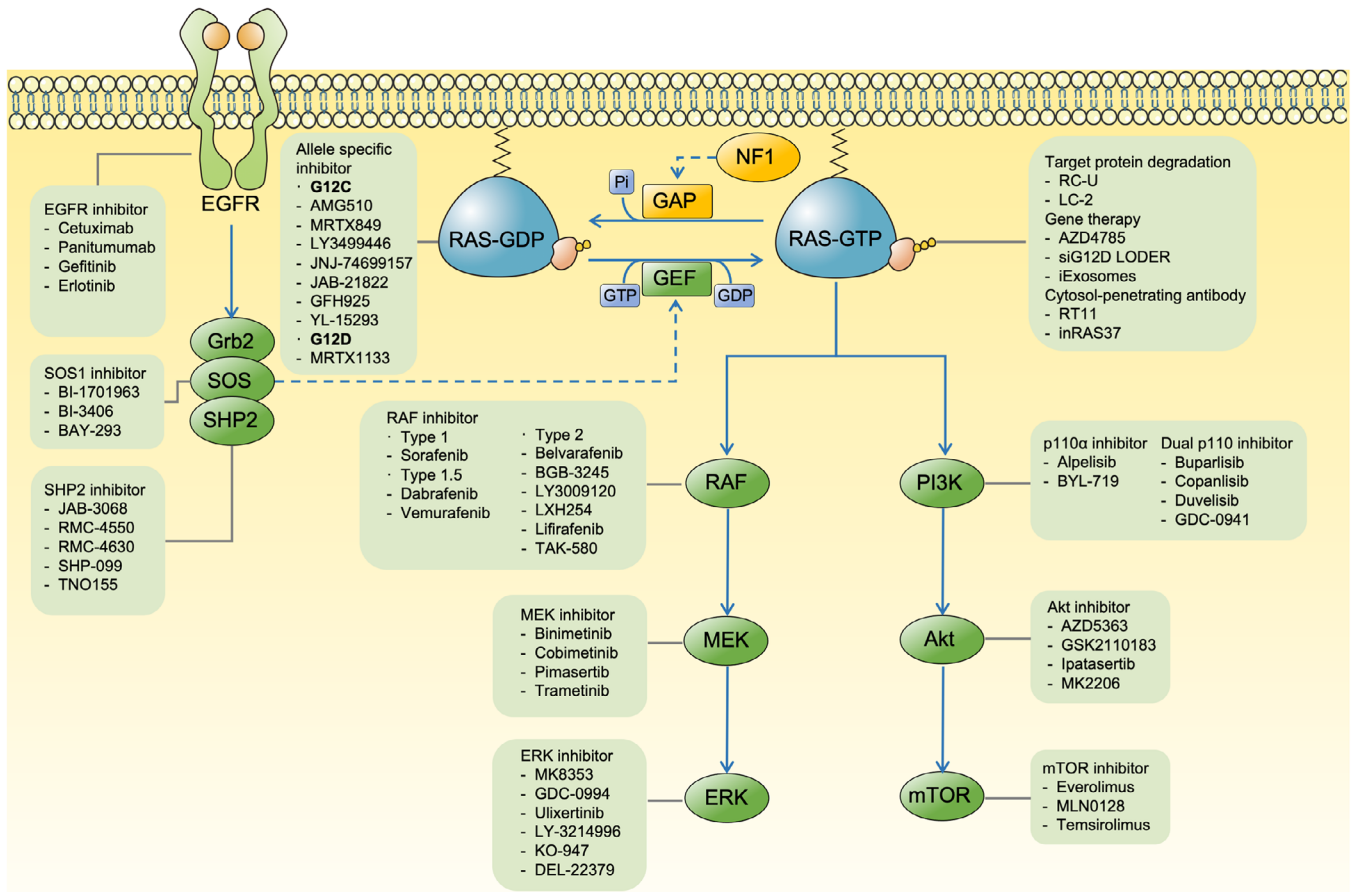 EGFR
EGFR inhibitor
- Cetuximab
- Panitumumab
- Gefitinib
- Erlotinib
Allele specific
inhibitor
· G12C
- AMG510
- MRTX849
- LY3499446
- JNJ-74699157
- JAB-21822
- GFH925
- YL-15293
· G12D
- MRTX1133
RAS-GDP
Pi
NF1
GAP
GEF
GTP
GDP
RAS-GTP
Target protein degradation
- RC-U
- LC-2
Gene therapy
- AZD4785
- siG12D LODER
- iExosomes
Cytosol-penetrating antibody
- RT11
- inRAS37
Grb2
SOS
SHP2
SOS1 inhibitor
- BI-1701963
- BI-3406
- BAY-293
SHP2 inhibitor
- JAB-3068
- RMC-4550
- RMC-4630
- SHP-099
- TNO155
RAF inhibitor
· Type 1
- Sorafenib
· Type 1.5
- Dabrafenib
- Vemurafenib
· Type 2
- Belvarafenib
- BGB-3245
- LY3009120
- LXH254
- Lifirafenib
- TAK-580
RAF
PI3K
p110α inhibitor
- Alpelisib
- BYL-719
Dual p110 inhibitor
- Buparlisib
- Copanlisib
- Duvelisib
- GDC-0941
MEK inhibitor
- Binimetinib
- Cobimetinib
- Pimasertib
- Trametinib
MEK
Akt
Akt inhibitor
- AZD5363
- GSK2110183
- Ipatasertib
- MK2206
ERK inhibitor
- MK8353
- GDC-0994
- Ulixertinib
- LY-3214996
- KO-947
- DEL-22379
ERK
mTOR
mTOR inhibitor
- Everolimus
- MLN0128
- Temsirolimus